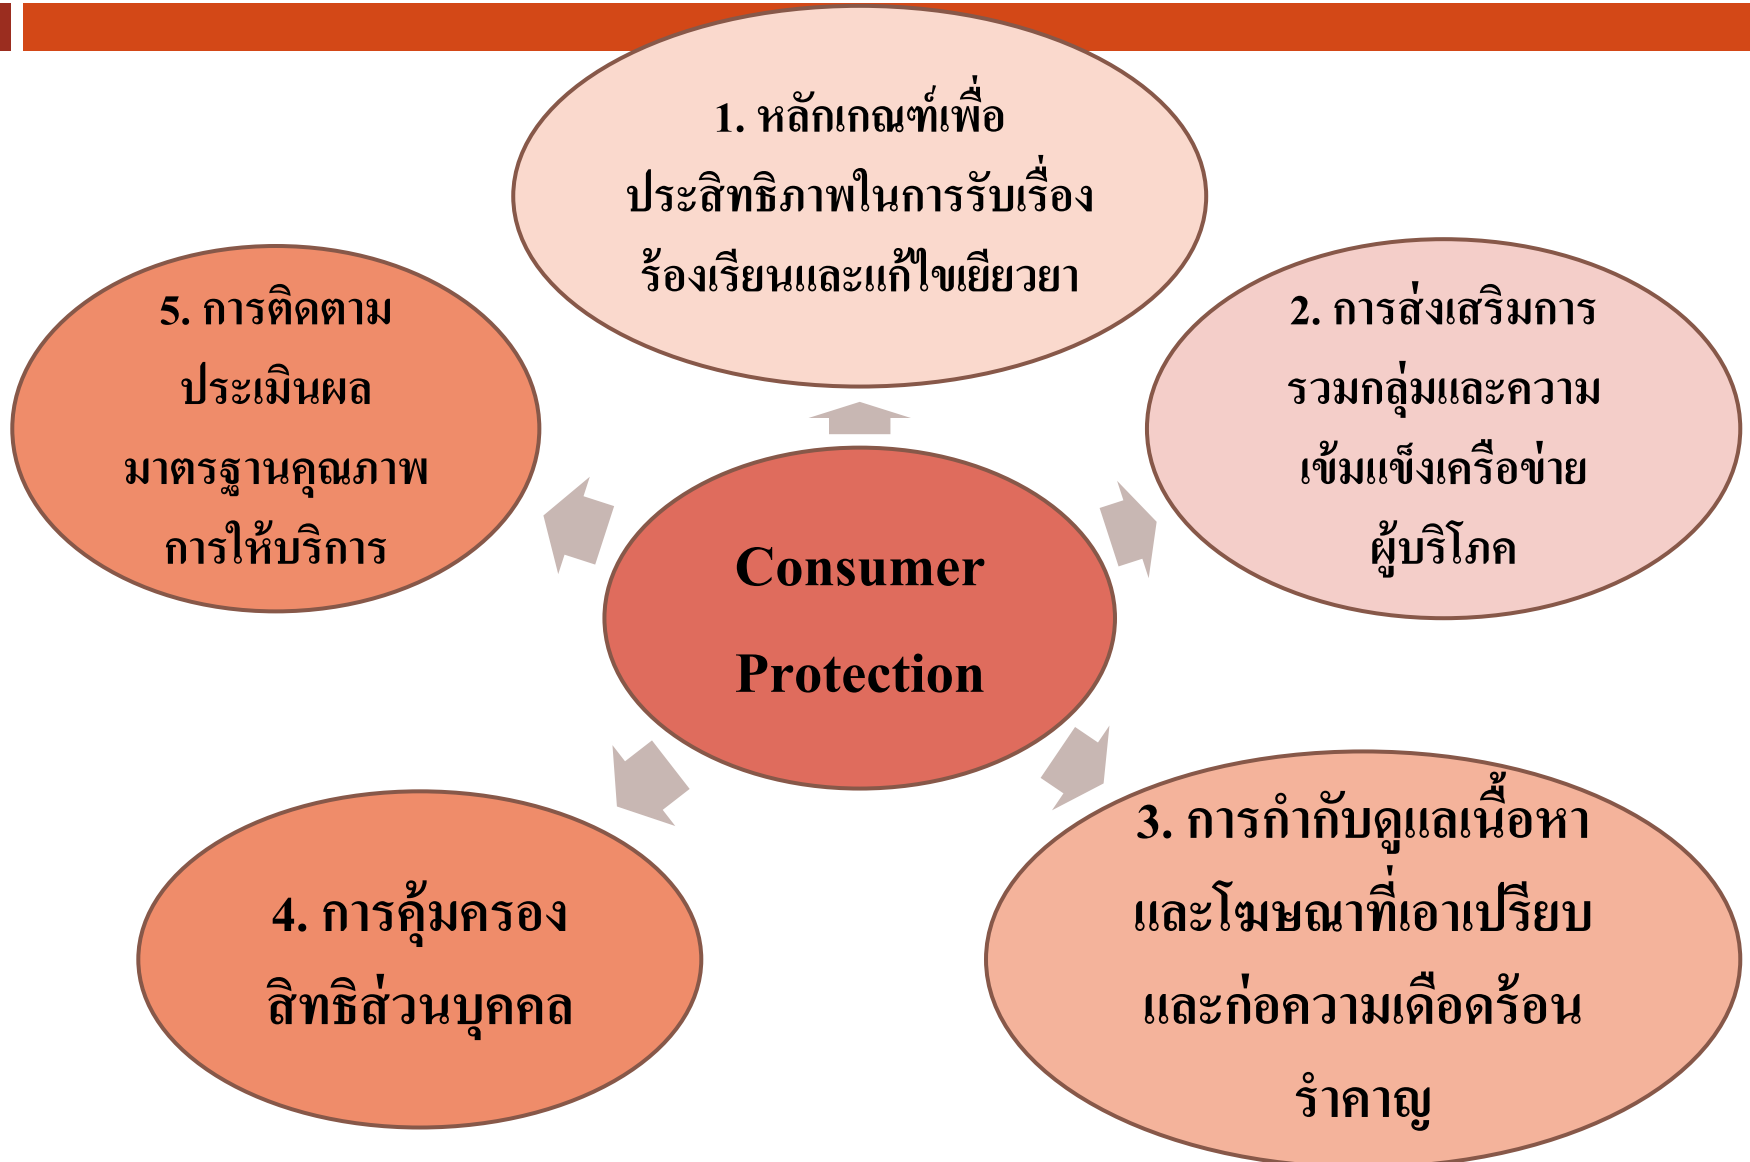 1. หลักเกณฑ์เพื่อ
ประสิทธิภาพในการรับเรื่อง
ร้องเรียนและแก้ไขเยียวยา
2. การส่งเสริมการ
รวมกลุ่มและความ
เข้มแข็งเครือข่าย
ผู้บริโภค
3. การกำกับดูแลเนื้อหา
และโฆษณาที่เอาเปรียบ
และก่อความเดือดร้อน
รำคาญ
4. การคุ้มครอง
สิทธิส่วนบุคคล
5. การติดตาม
ประเมินผล
มาตรฐานคุณภาพ
การให้บริการ
Consumer
Protection